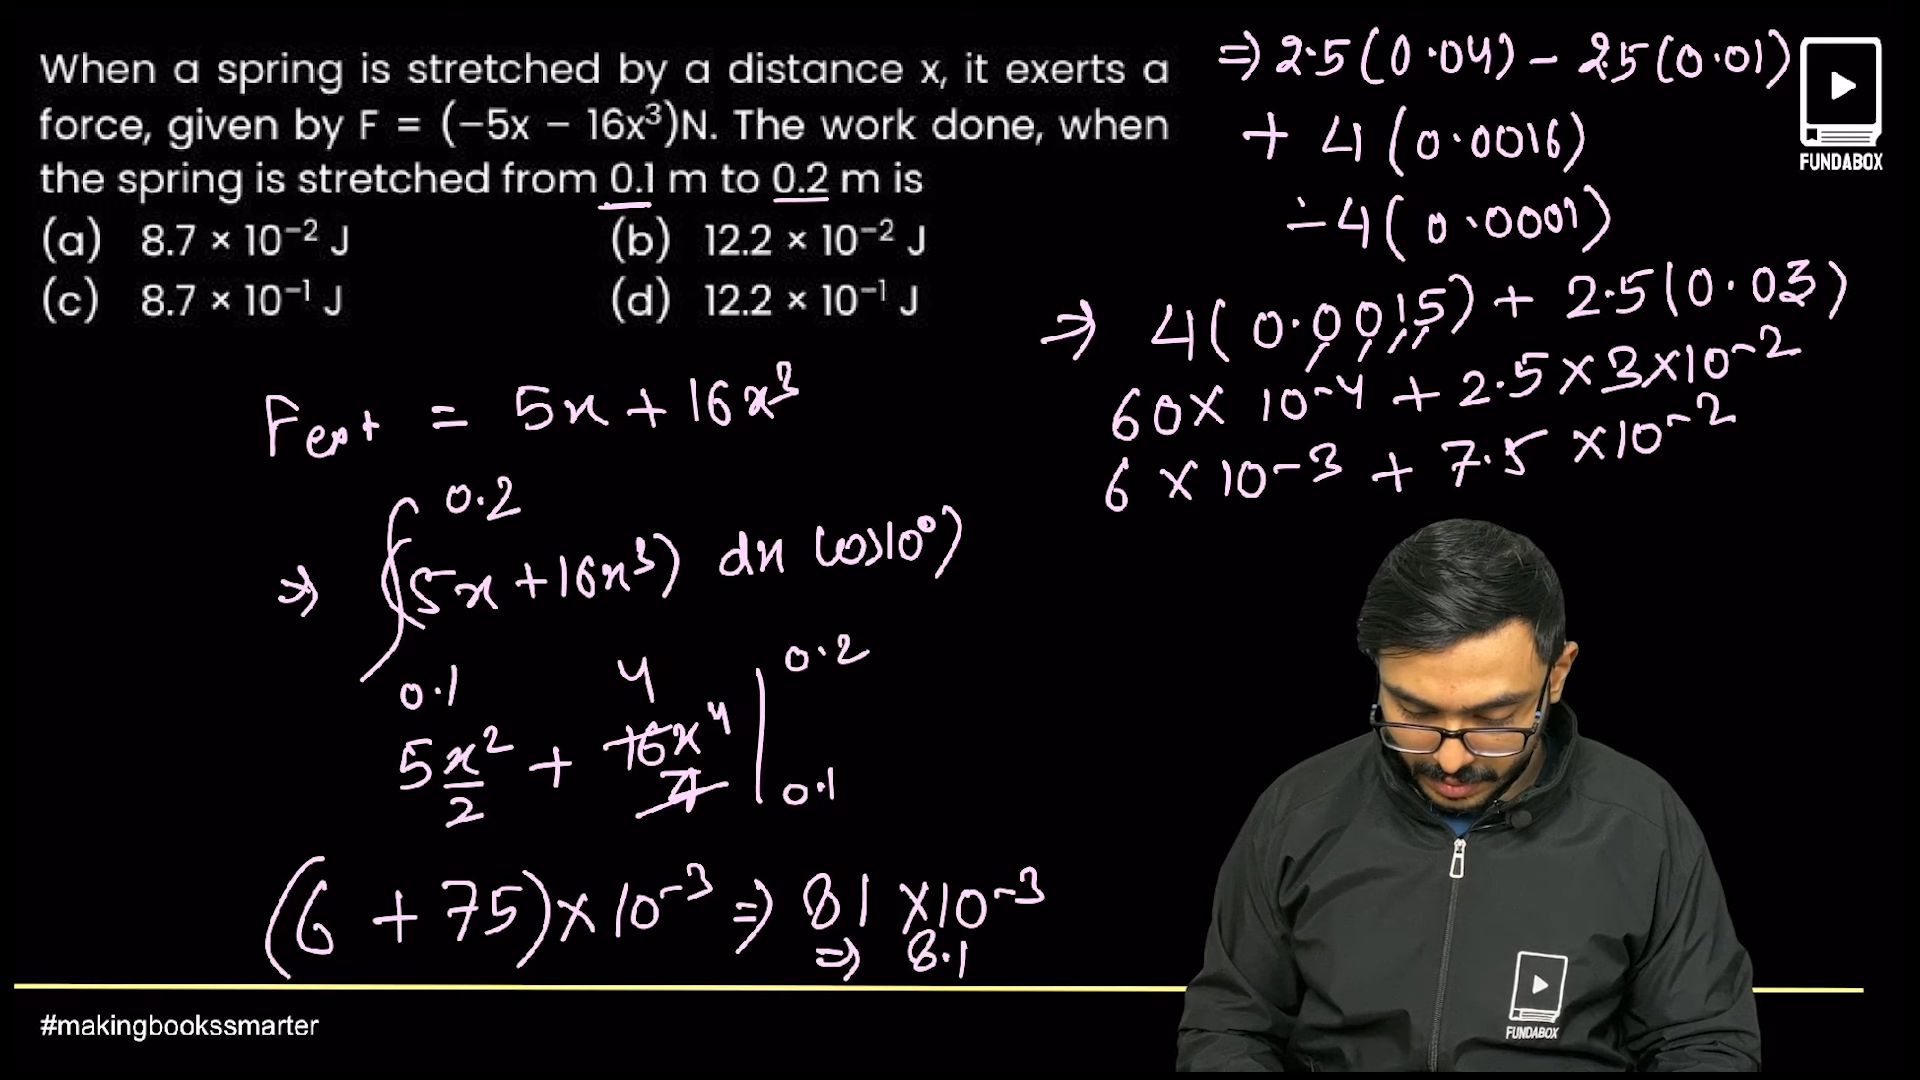 When a spring is stretched by a distance x, it exerts a
force, given by F = (−5x − 16x³)N. The work done, when
the spring is stretched from 0.1 m to 0.2 m is
(a) 8.7 × 10⁻² J (b) 12.2 × 10⁻² J
(c) 8.7 × 10⁻¹ J (d) 12.2 × 10⁻¹ J
Fext = 5x + 16x³
0.2
⇒ ∫(5x + 16x³) dx cos(0°)
0.1
4
5x²/2 + 16x⁴/4 | 0.2
0.1
(6 + 75) × 10⁻³ ⇒ 81 × 10⁻³
⇒ 8.1
⇒ 2.5(0.04) − 2.5(0.01)
+ 4(0.0016)
− 4(0.0001)
⇒ 4(0.0015) + 2.5(0.03)
60 × 10⁻⁴ + 2.5 × 3 × 10⁻²
6 × 10⁻³ + 7.5 × 10⁻²
FUNDABOX
FUNDABOX
#makingbookssmarter